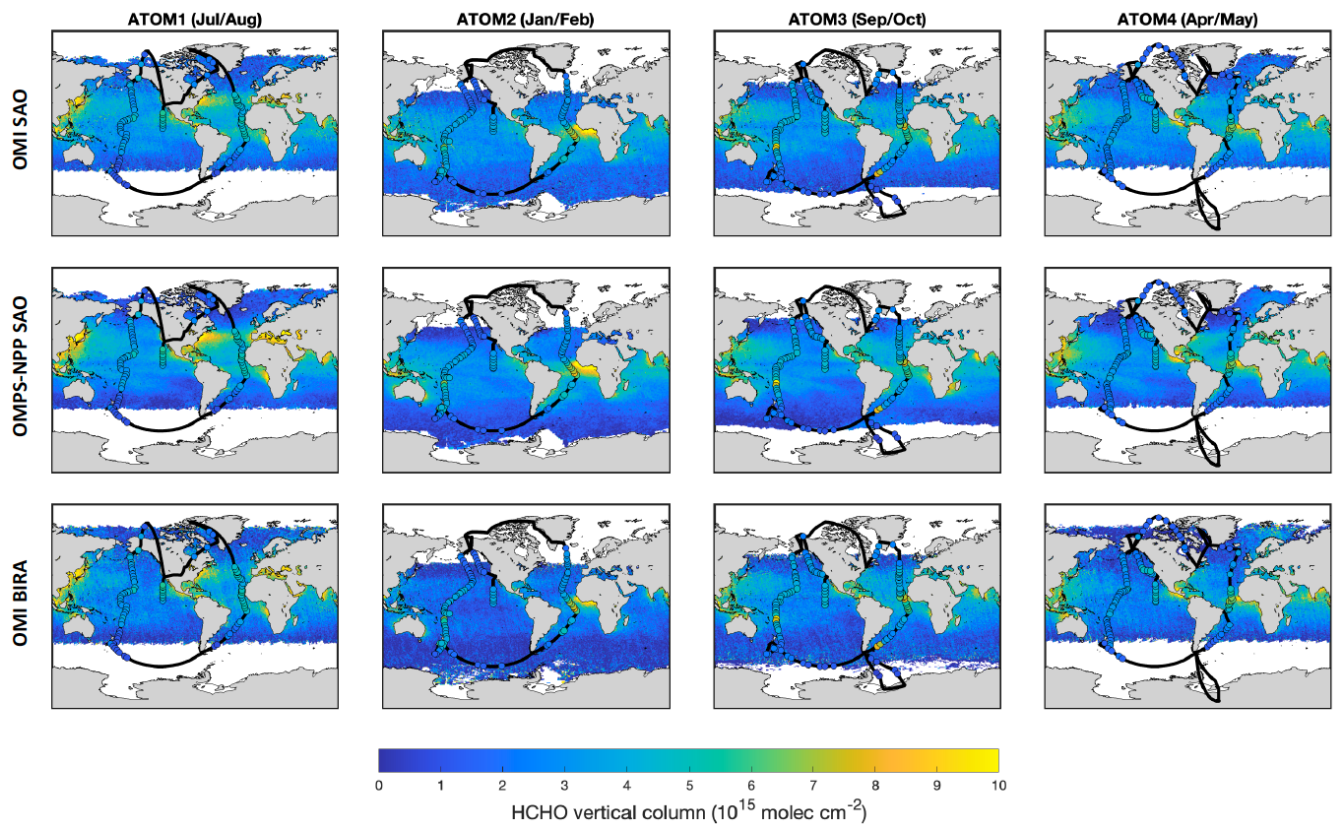 ATOM1 (Jul/Aug) ATOM2 (Jan/Feb) ATOM3 (Sep/Oct) ATOM4 (Apr/May)
OMI SAO
OMPS-NPP SAO
OMI BIRA
0 1 2 3 4 5 6 7 8 9 10
HCHO vertical column (10¹⁵ molec cm⁻²)